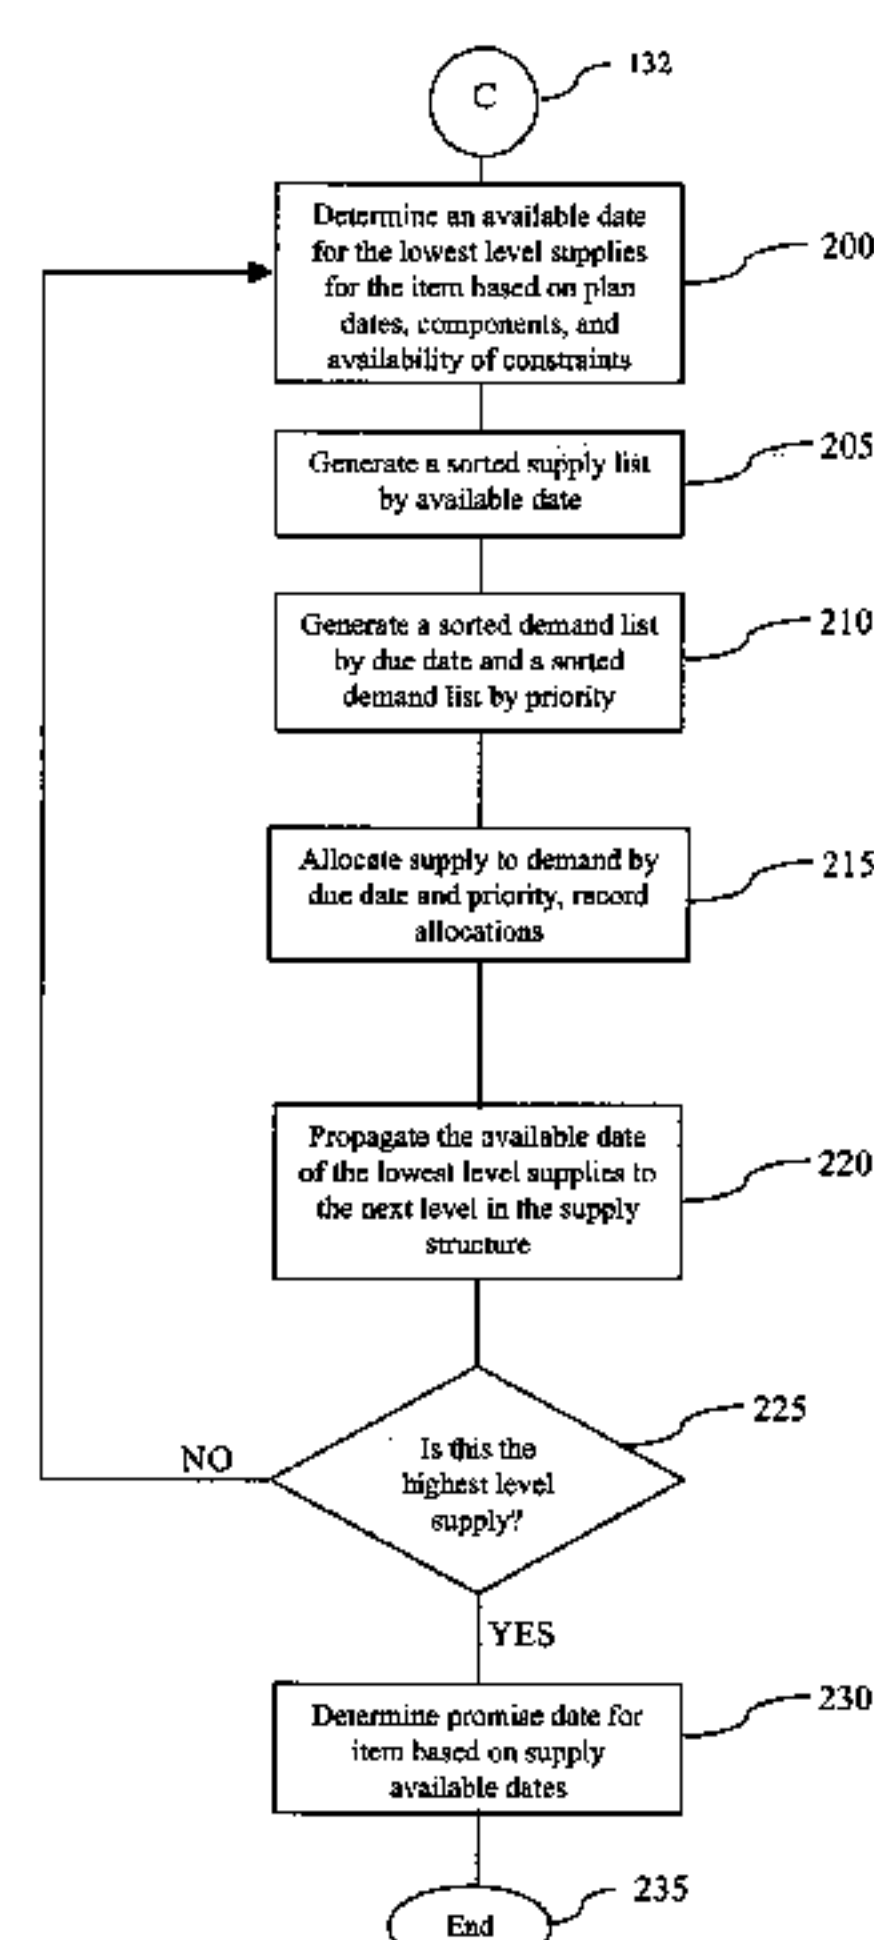 C
132
Determine an available date
for the lowest level supplies
for the item based on plan
dates, components, and
availability of constraints
200
Generate a sorted supply list
by available date
205
Generate a sorted demand list
by due date and a sorted
demand list by priority
210
Allocate supply to demand by
due date and priority, record
allocations
215
Propagate the available date
of the lowest level supplies to
the next level in the supply
structure
220
Is this the
highest level
supply?
225
NO
YES
Determine promise date for
item based on supply
available dates
230
End
235